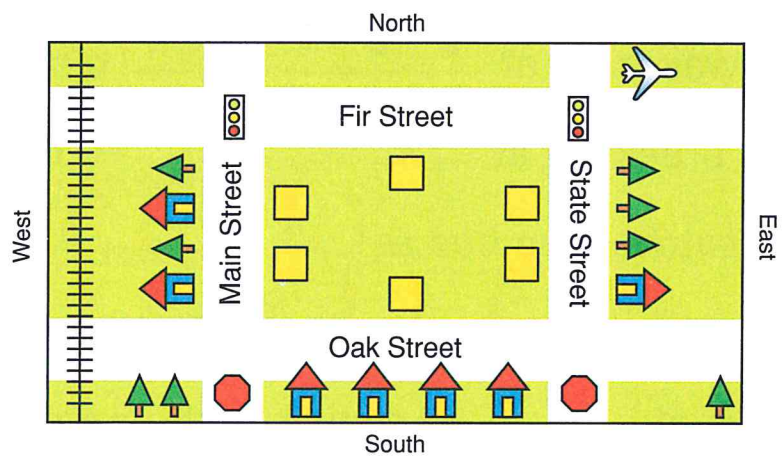 North
Fir Street
West
Main Street
State Street
East
Oak Street
South